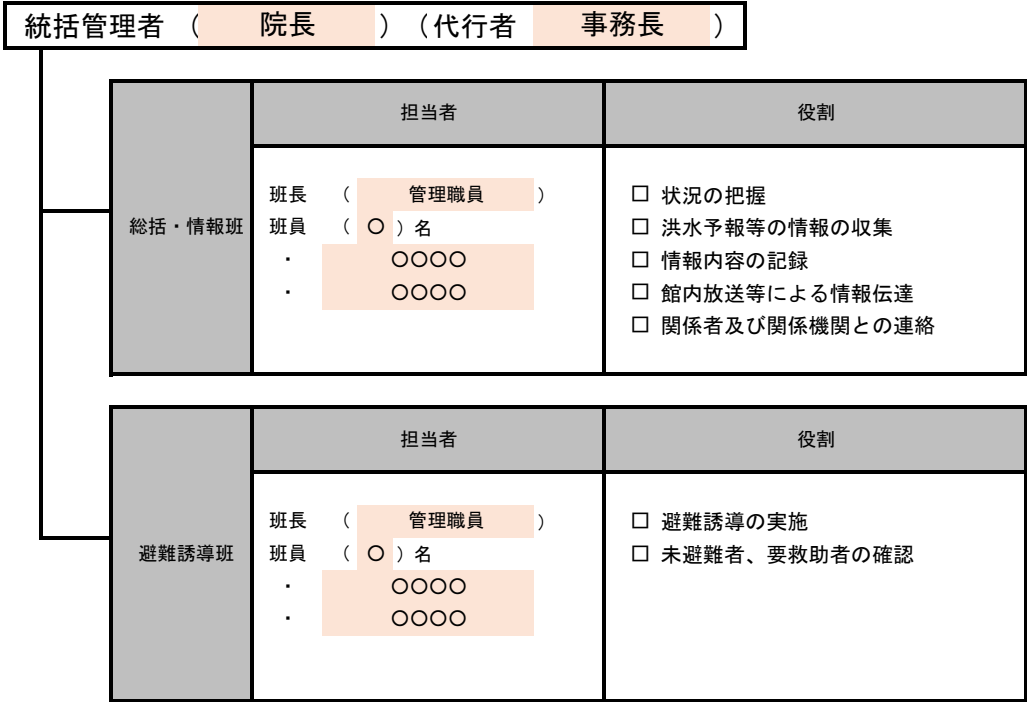 統括管理者 （ 院長 ）（代行者 事務長 ）
担当者 役割
総括・情報班
班長 （ 管理職員 ）
班員 （ 〇 ）名
・ 〇〇〇〇
・ 〇〇〇〇
□ 状況の把握
□ 洪水予報等の情報の収集
□ 情報内容の記録
□ 館内放送等による情報伝達
□ 関係者及び関係機関との連絡
担当者 役割
避難誘導班
班長 （ 管理職員 ）
班員 （ 〇 ）名
・ 〇〇〇〇
・ 〇〇〇〇
□ 避難誘導の実施
□ 未避難者、要救助者の確認